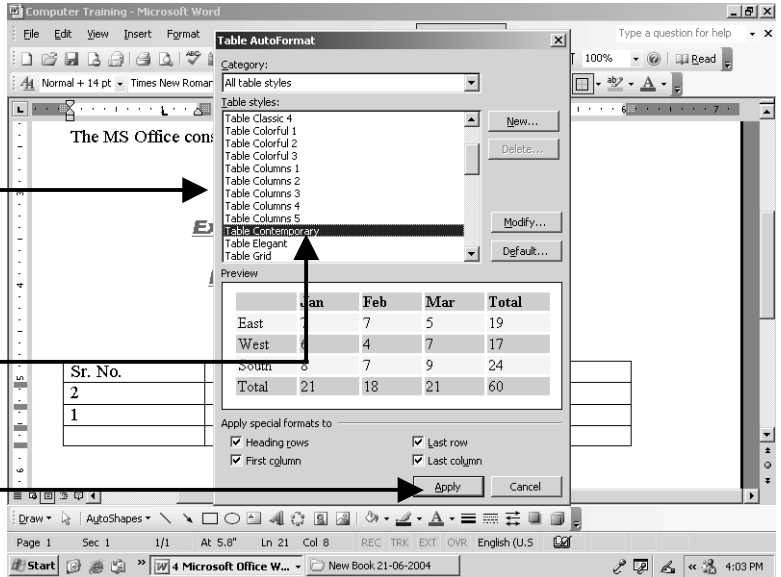 Computer Training - Microsoft Word
File Edit View Insert Format
Type a question for help
100% Read
Normal + 14 pt Times New Roman
Table AutoFormat
Category:
All table styles
Table styles:
Table Classic 4
Table Colorful 1
Table Colorful 2
Table Colorful 3
Table Columns 1
Table Columns 2
Table Columns 3
Table Columns 4
Table Columns 5
Table Contemporary
Table Elegant
Table Grid
New...
Delete...
Modify...
Default...
The MS Office cons
Preview
Jan Feb Mar Total
East 7 7 5 19
West 6 4 7 17
South 8 7 9 24
Total 21 18 21 60
Apply special formats to
Heading rows Last row
First column Last column
Apply Cancel
Sr. No.
2
1
Draw AutoShapes
Page 1 Sec 1 1/1 At 5.8" Ln 21 Col 8 REC TRK EXT OVR English (U.S
Start » 4 Microsoft Office W... New Book 21-06-2004 « 4:03 PM